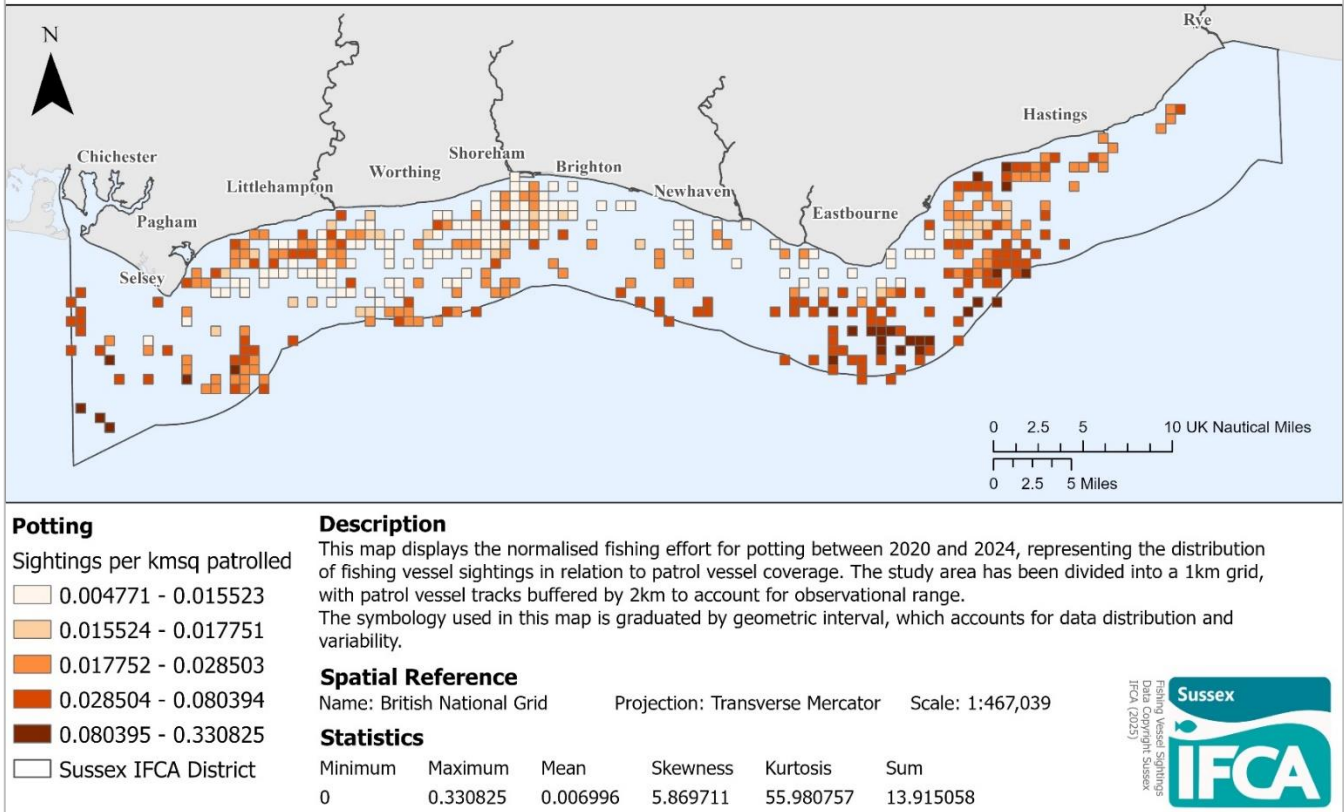 N
Rye
Hastings
Chichester
Shoreham
Brighton
Worthing
Littlehampton
Newhaven
Pagham
Eastbourne
Selsey
0 2.5 5 10 UK Nautical Miles
0 2.5 5 Miles
Potting
Sightings per kmsq patrolled
0.004771 - 0.015523
0.015524 - 0.017751
0.017752 - 0.028503
0.028504 - 0.080394
0.080395 - 0.330825
Sussex IFCA District
Description
This map displays the normalised fishing effort for potting between 2020 and 2024, representing the distribution
of fishing vessel sightings in relation to patrol vessel coverage. The study area has been divided into a 1km grid,
with patrol vessel tracks buffered by 2km to account for observational range.
The symbology used in this map is graduated by geometric interval, which accounts for data distribution and
variability.
Spatial Reference
Name: British National Grid Projection: Transverse Mercator Scale: 1:467,039
Statistics
Minimum Maximum Mean Skewness Kurtosis Sum
0 0.330825 0.006996 5.869711 55.980757 13.915058
Fishing Vessel Sightings
Data Copyright Sussex
IFCA (2025)
Sussex
IFCA